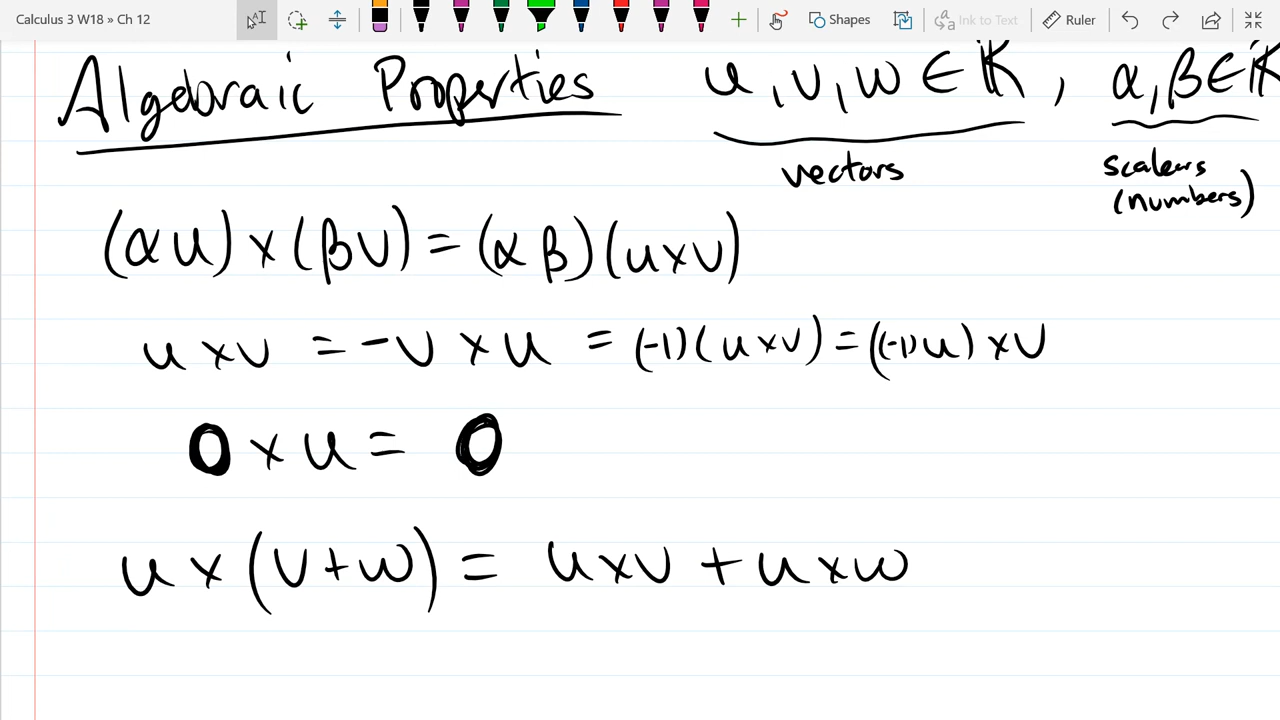 Calculus 3 W18 » Ch 12 Shapes Ink to Text Ruler
Algebraic Properties u,v,w ∈ K, α,β ∈ K
vectors
scalers
(numbers)
(αu)×(βv) = (αβ)(u×v)
u×v = -v×u = (-1)(u×v) = ((-1)u)×v
0×u = 0
u×(v+w) = u×v + u×w